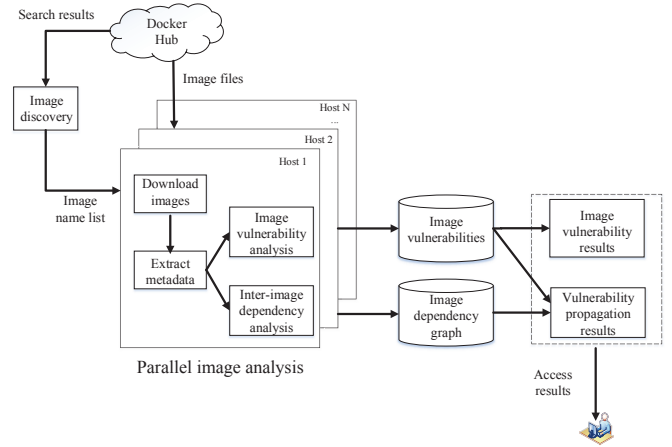 Search results
Docker
Hub
Image files
Image
discovery
Host N
...
Host 2
Host 1
Image
name list
Download
images
Extract
metadata
Image
vulnerability
analysis
Inter-image
dependency
analysis
Image
vulnerabilities
Image
dependency
graph
Image
vulnerability
results
Vulnerability
propagation
results
Parallel image analysis
Access
results